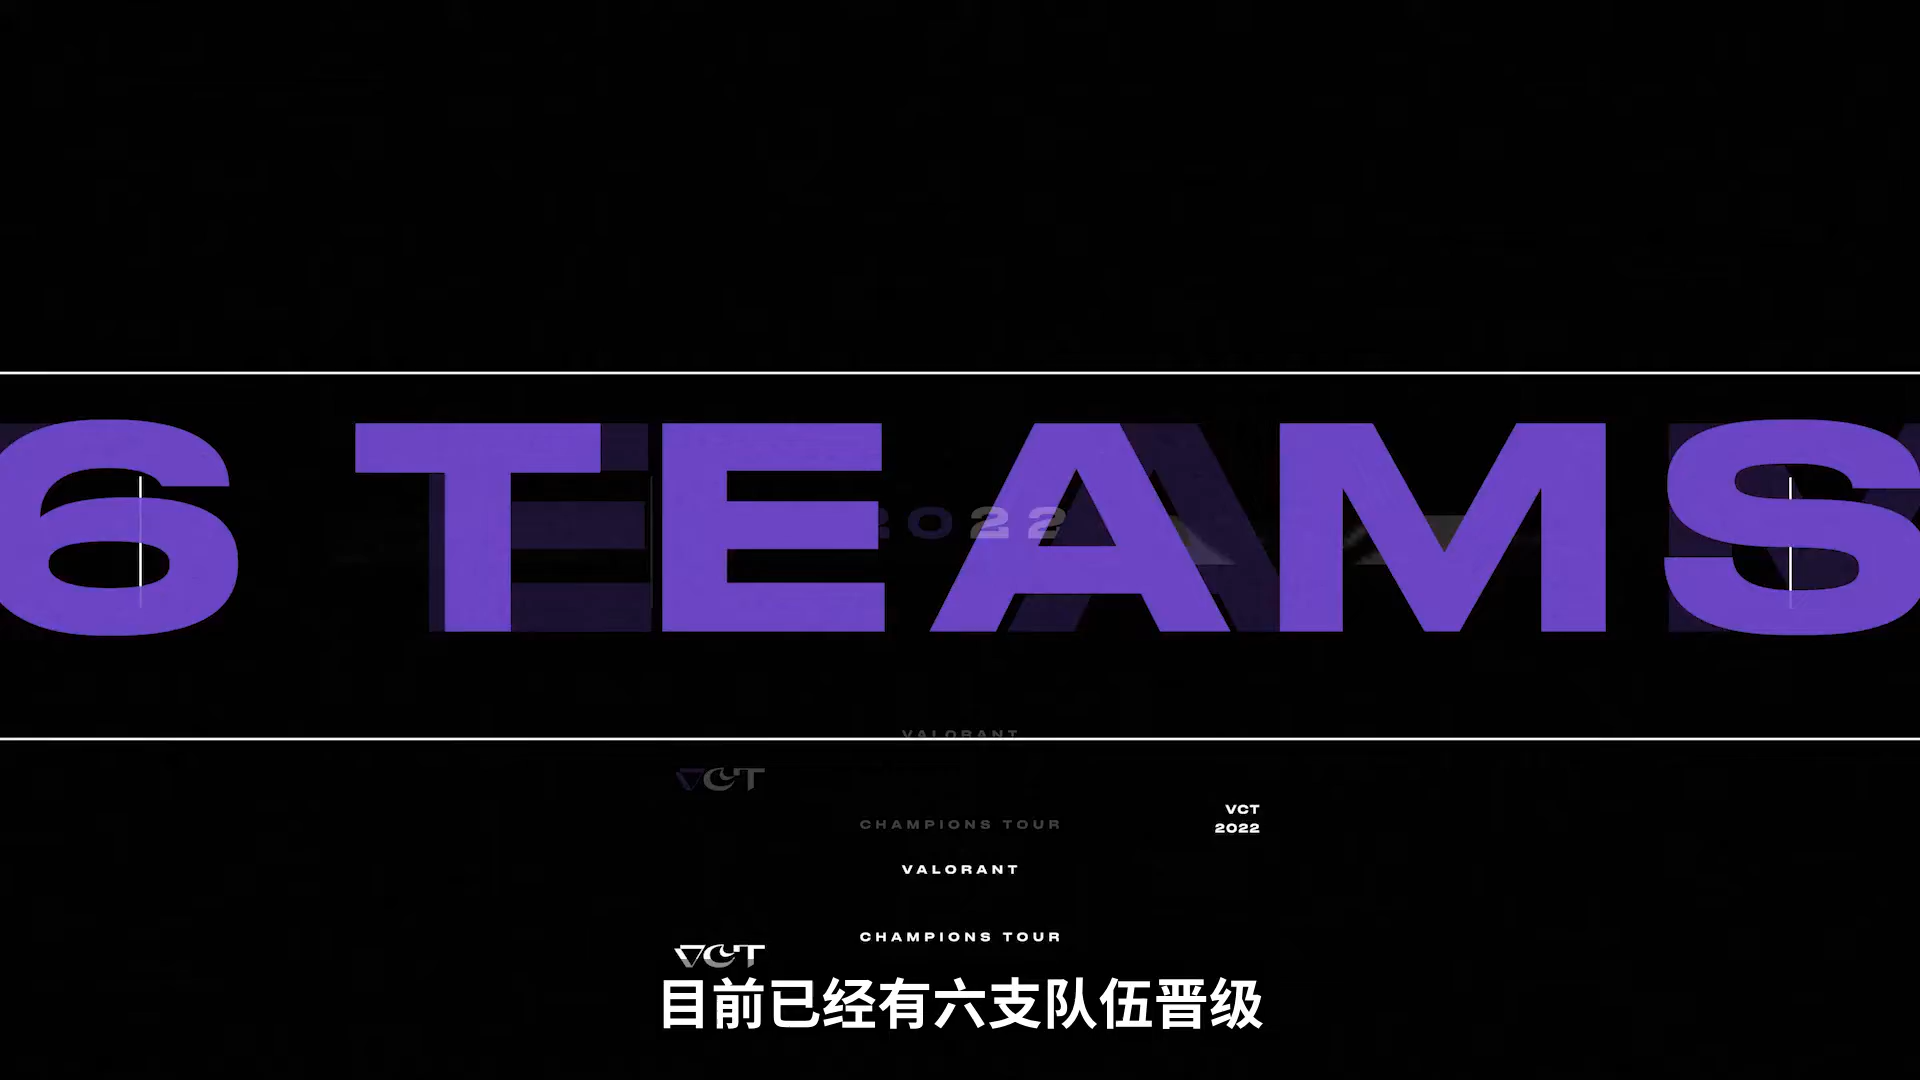 6 TEAMS
2022
VALORANT
VCT
CHAMPIONS TOUR
VCT
2022
VALORANT
CHAMPIONS TOUR
VCT
目前已经有六支队伍晋级